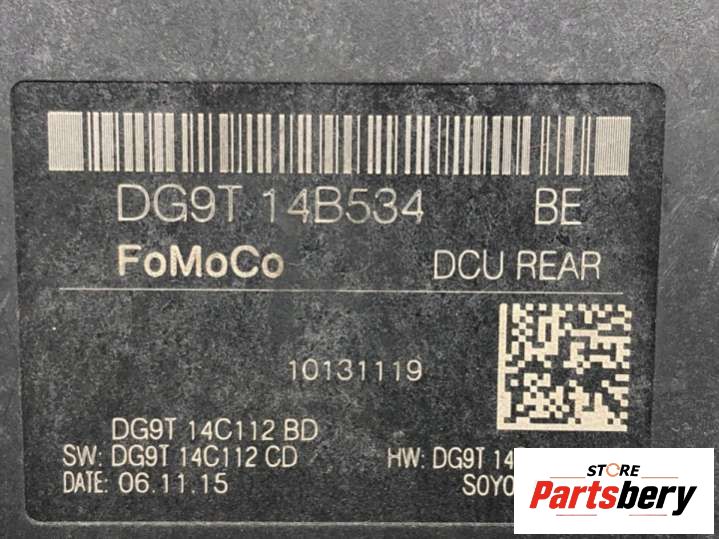 DG9T 14B534 BE
FoMoCo DCU REAR
10131119
DG9T 14C112 BD
SW: DG9T 14C112 CD HW: DG9T 14
DATE: 06.11.15 S0Y0
STORE
Partsbery